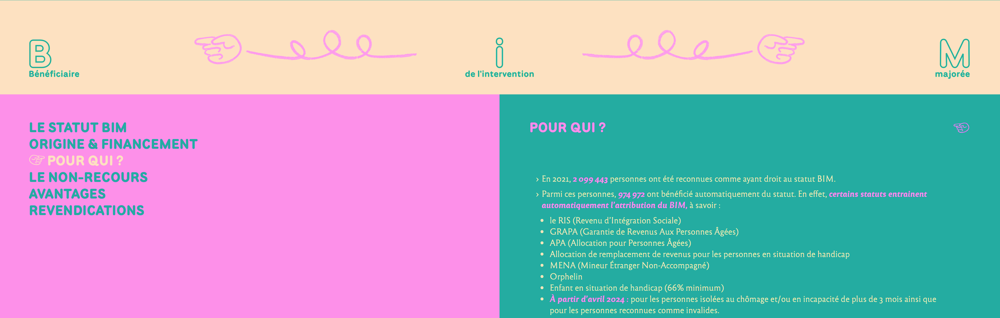 B
Bénéficiaire
i
de l'intervention
M
majorée
LE STATUT BIM
ORIGINE & FINANCEMENT
POUR QUI ?
LE NON-RECOURS
AVANTAGES
REVENDICATIONS
POUR QUI ?
› En 2021, 2 099 443 personnes ont été reconnues comme ayant droit au statut BIM.
› Parmi ces personnes, 974 972 ont bénéficié automatiquement du statut. En effet, certains statuts entrainent
automatiquement l’attribution du BIM, à savoir :
• le RIS (Revenu d’Intégration Sociale)
• GRAPA (Garantie de Revenus Aux Personnes Âgées)
• APA (Allocation pour Personnes Âgées)
• Allocation de remplacement de revenus pour les personnes en situation de handicap
• MENA (Mineur Étranger Non-Accompagné)
• Orphelin
• Enfant en situation de handicap (66% minimum)
• À partir d’avril 2024 : pour les personnes isolées au chômage et/ou en incapacité de plus de 3 mois ainsi que
pour les personnes reconnues comme invalides.